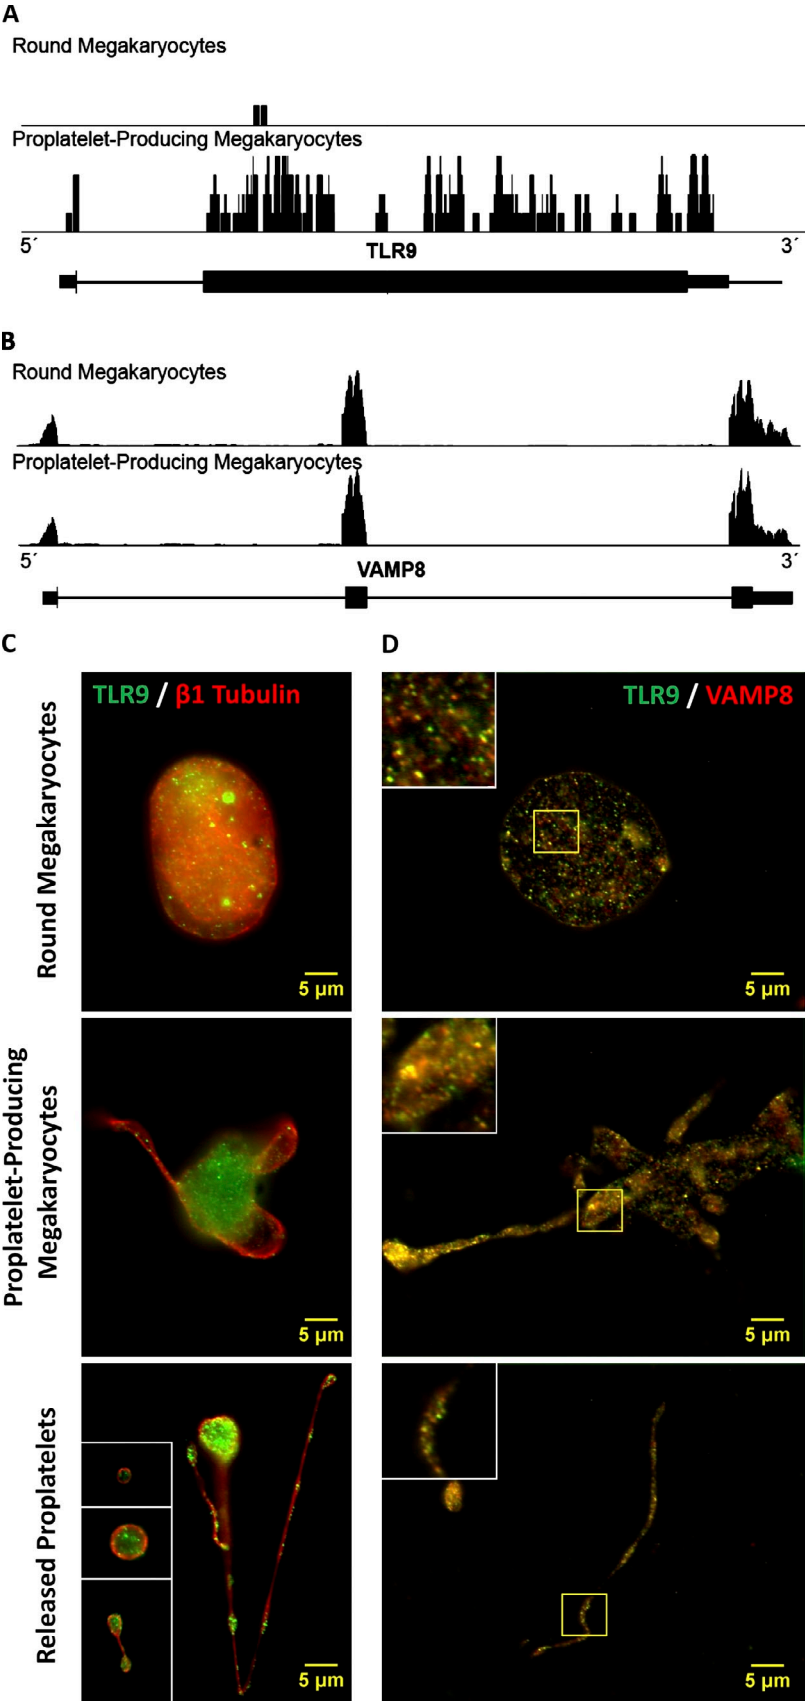 A
Round Megakaryocytes
Proplatelet-Producing Megakaryocytes
5´ 3´
TLR9
B
Round Megakaryocytes
Proplatelet-Producing Megakaryocytes
5´ 3´
VAMP8
C D
Round Megakaryocytes
TLR9 / β1 Tubulin
5 µm
TLR9 / VAMP8
5 µm
Proplatelet-Producing
Megakaryocytes
5 µm
5 µm
Released Proplatelets
5 µm
5 µm